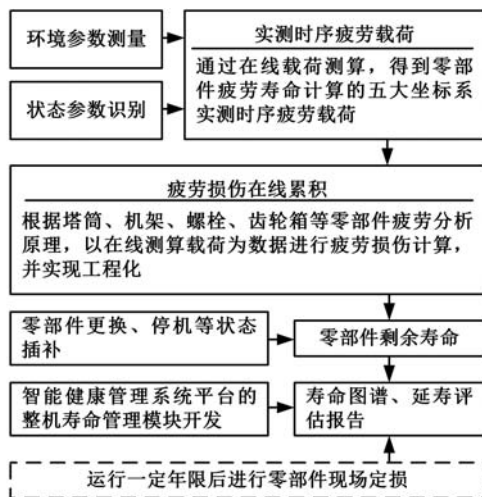 环境参数测量
状态参数识别
实测时序疲劳载荷
通过在线载荷测算，得到零部
件疲劳寿命计算的五大坐标系
实测时序疲劳载荷
疲劳损伤在线累积
根据塔筒、机架、螺栓、齿轮箱等零部件疲劳分析
原理，以在线测算载荷为数据进行疲劳损伤计算，
并实现工程化
零部件更换、停机等状态
插补
零部件剩余寿命
智能健康管理系统平台的
整机寿命管理模块开发
寿命图谱、延寿评
估报告
运行一定年限后进行零部件现场定损